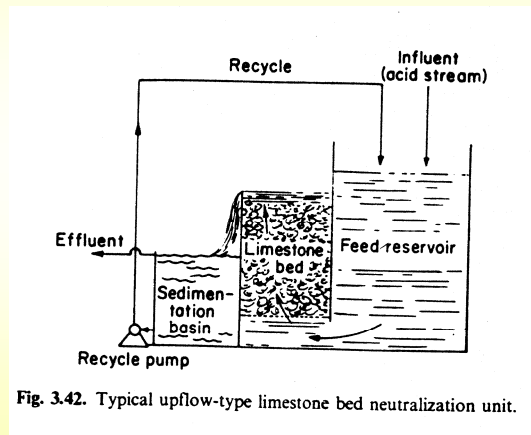 Recycle
Influent
(acid stream)
Effluent
Limestone
bed
Feed reservoir
Sedimen-
tation
basin
Recycle pump
Fig. 3.42. Typical upflow-type limestone bed neutralization unit.